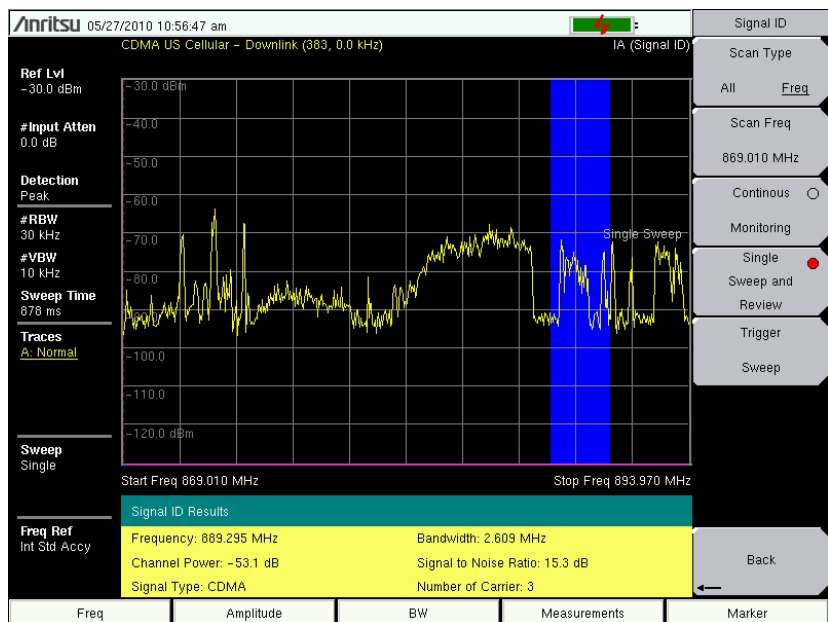 Anritsu 05/27/2010 10:56:47 am
Signal ID
CDMA US Cellular - Downlink (383, 0.0 kHz)
IA (Signal ID)
Ref Lvl
-30.0 dBm
#Input Atten
0.0 dB
Detection
Peak
#RBW
30 kHz
#VBW
10 kHz
Sweep Time
878 ms
Traces
A: Normal
Sweep
Single
Freq Ref
Int Std Accy
-30.0 dBm
-40.0
-50.0
-60.0
-70.0
-80.0
-100.0
-110.0
-120.0 dBm
Single Sweep
Start Freq 869.010 MHz
Stop Freq 893.970 MHz
Signal ID Results
Frequency: 889.295 MHz
Bandwidth: 2.609 MHz
Channel Power: -53.1 dB
Signal to Noise Ratio: 15.3 dB
Signal Type: CDMA
Number of Carrier: 3
Scan Type
All Freq
Scan Freq
869.010 MHz
Continous
Monitoring
Single
Sweep and
Review
Trigger
Sweep
Back
Freq
Amplitude
BW
Measurements
Marker